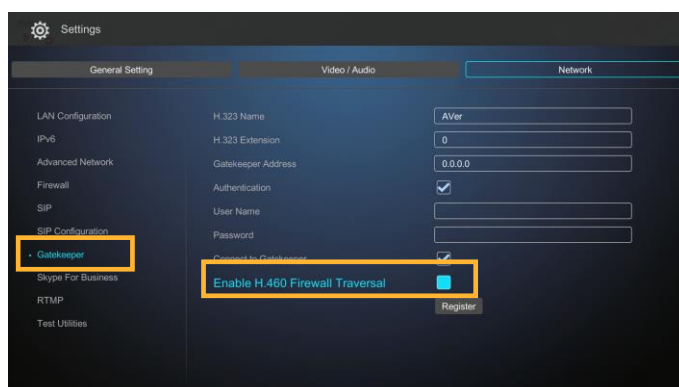 Settings
General Setting Video / Audio Network
LAN Configuration
IPv6
Advanced Network
Firewall
SIP
SIP Configuration
Gatekeeper
Skype For Business
RTMP
Test Utilities
H.323 Name AVer
H.323 Extension 0
Gatekeeper Address 0.0.0.0
Authentication
User Name
Password
Connect to Gatekeeper
Enable H.460 Firewall Traversal
Register